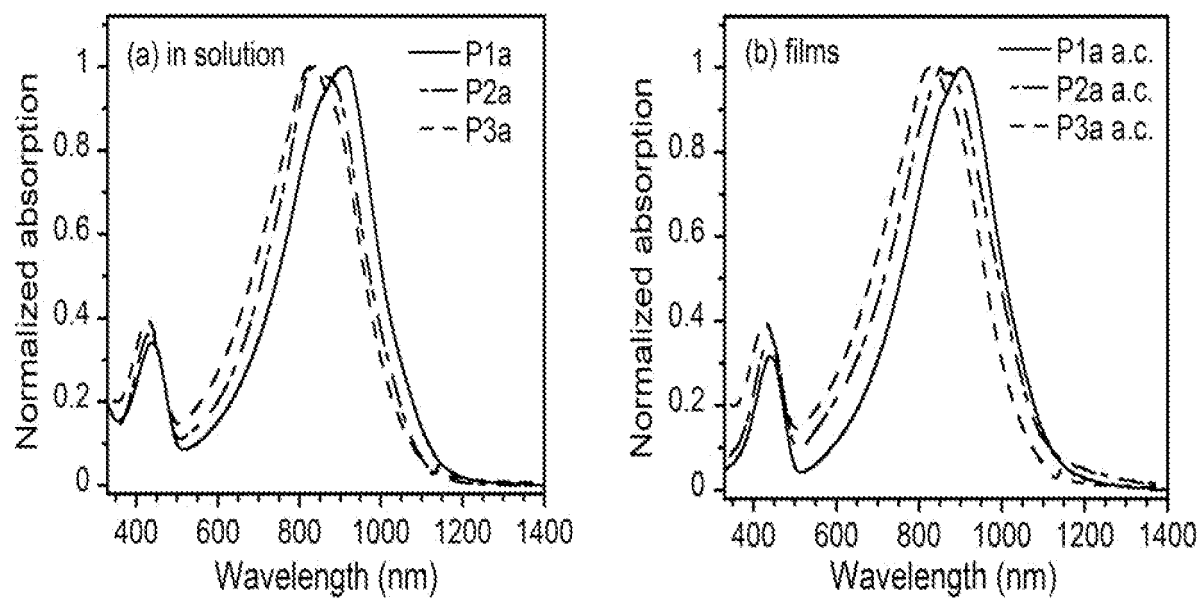 (a) in solution
P1a
P2a
P3a
Normalized absorption
1
0.8
0.6
0.4
0.2
0
400 600 800 1000 1200 1400
Wavelength (nm)
(b) films
P1a a.c.
P2a a.c.
P3a a.c.
Normalized absorption
1
0.8
0.6
0.4
0.2
0
400 600 800 1000 1200 1400
Wavelength (nm)